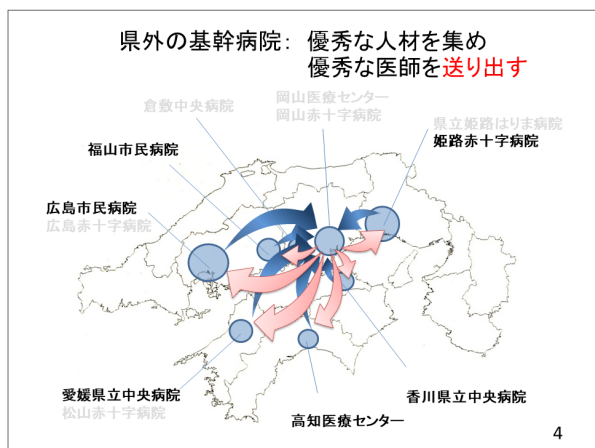 県外の基幹病院: 優秀な人材を集め
優秀な医師を送り出す
倉敷中央病院
岡山医療センター
岡山赤十字病院
県立姫路はりま病院
姫路赤十字病院
福山市民病院
広島市民病院
広島赤十字病院
愛媛県立中央病院
松山赤十字病院
高知医療センター
香川県立中央病院
4